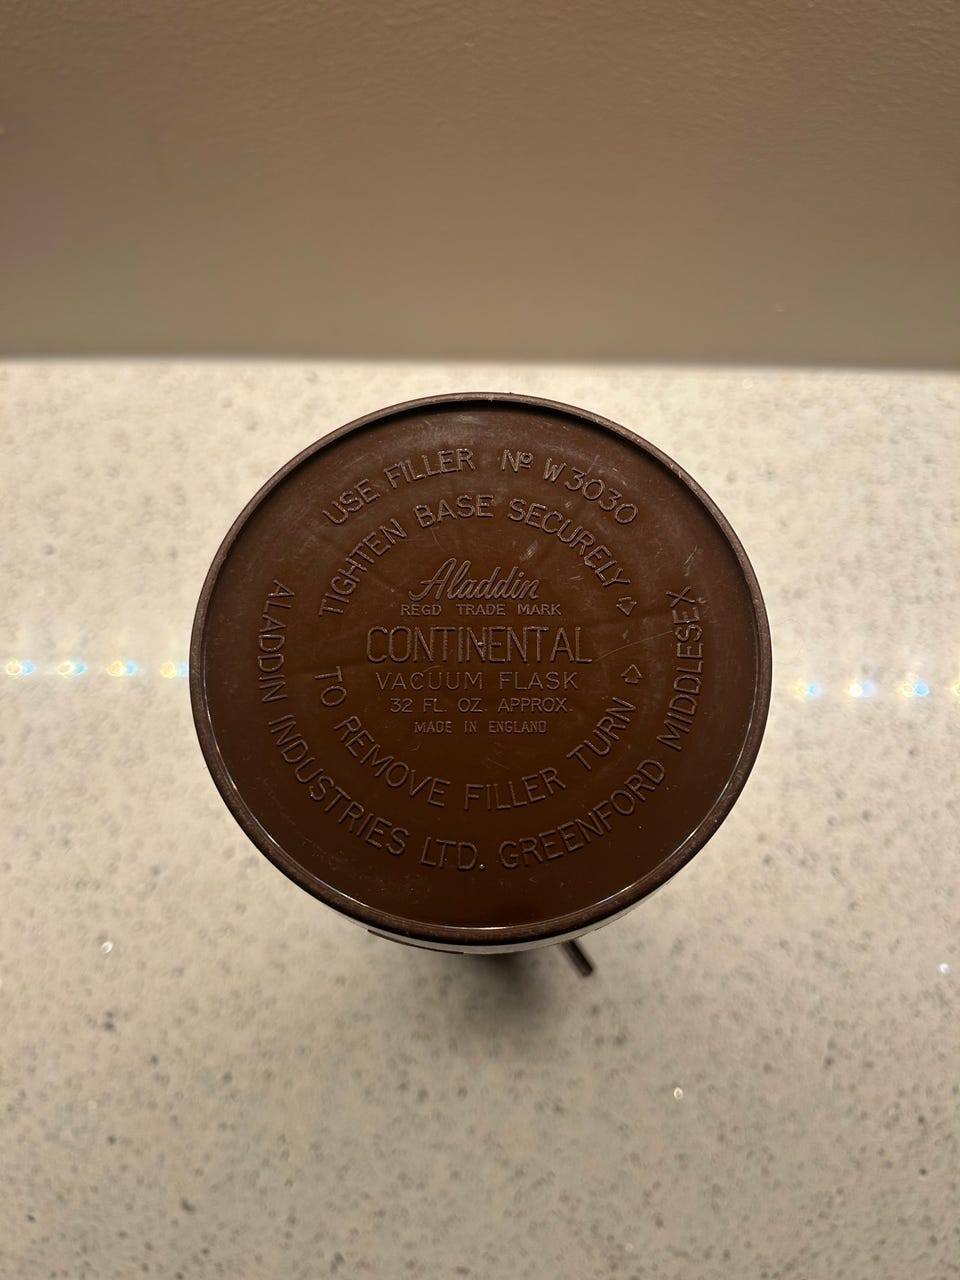 USE FILLER Nº W3030
TIGHTEN BASE SECURELY
Aladdin
REGD TRADE MARK
CONTINENTAL
VACUUM FLASK
32 FL. OZ. APPROX.
MADE IN ENGLAND
TO REMOVE FILLER TURN
ALADDIN INDUSTRIES LTD. GREENFORD MIDDLESEX